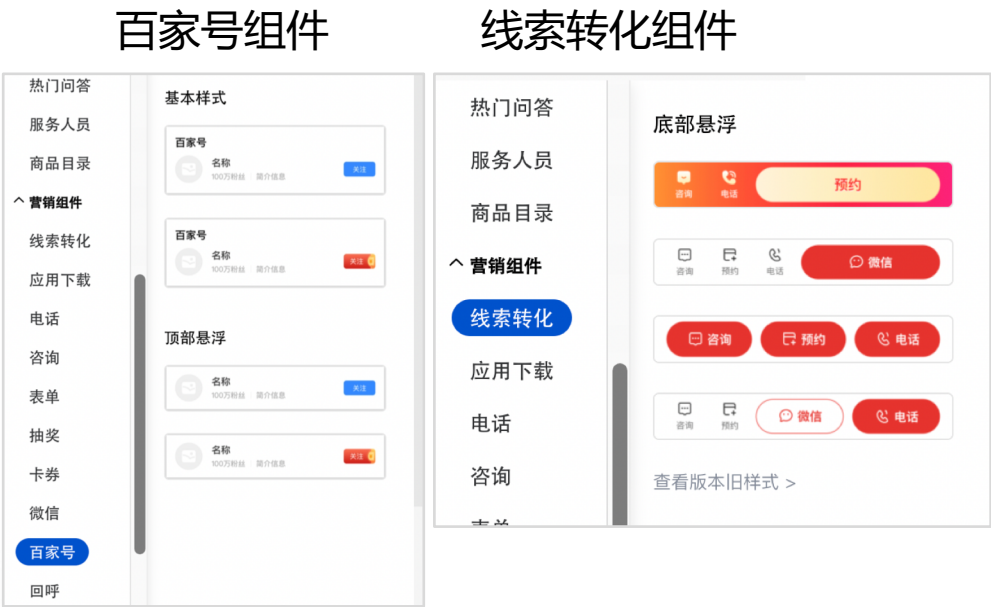 百家号组件
线索转化组件
热门问答
服务人员
商品目录
营销组件
线索转化
应用下载
电话
咨询
表单
抽奖
卡券
微信
百家号
回呼
基本样式
百家号
名称
100万粉丝 简介信息
关注
百家号
名称
100万粉丝 简介信息
关注
顶部悬浮
名称
100万粉丝 简介信息
关注
名称
100万粉丝 简介信息
关注
热门问答
服务人员
商品目录
营销组件
线索转化
应用下载
电话
咨询
底部悬浮
咨询 电话 预约
咨询 预约 电话 微信
咨询 预约 电话
咨询 预约 微信 电话
查看版本旧样式 >